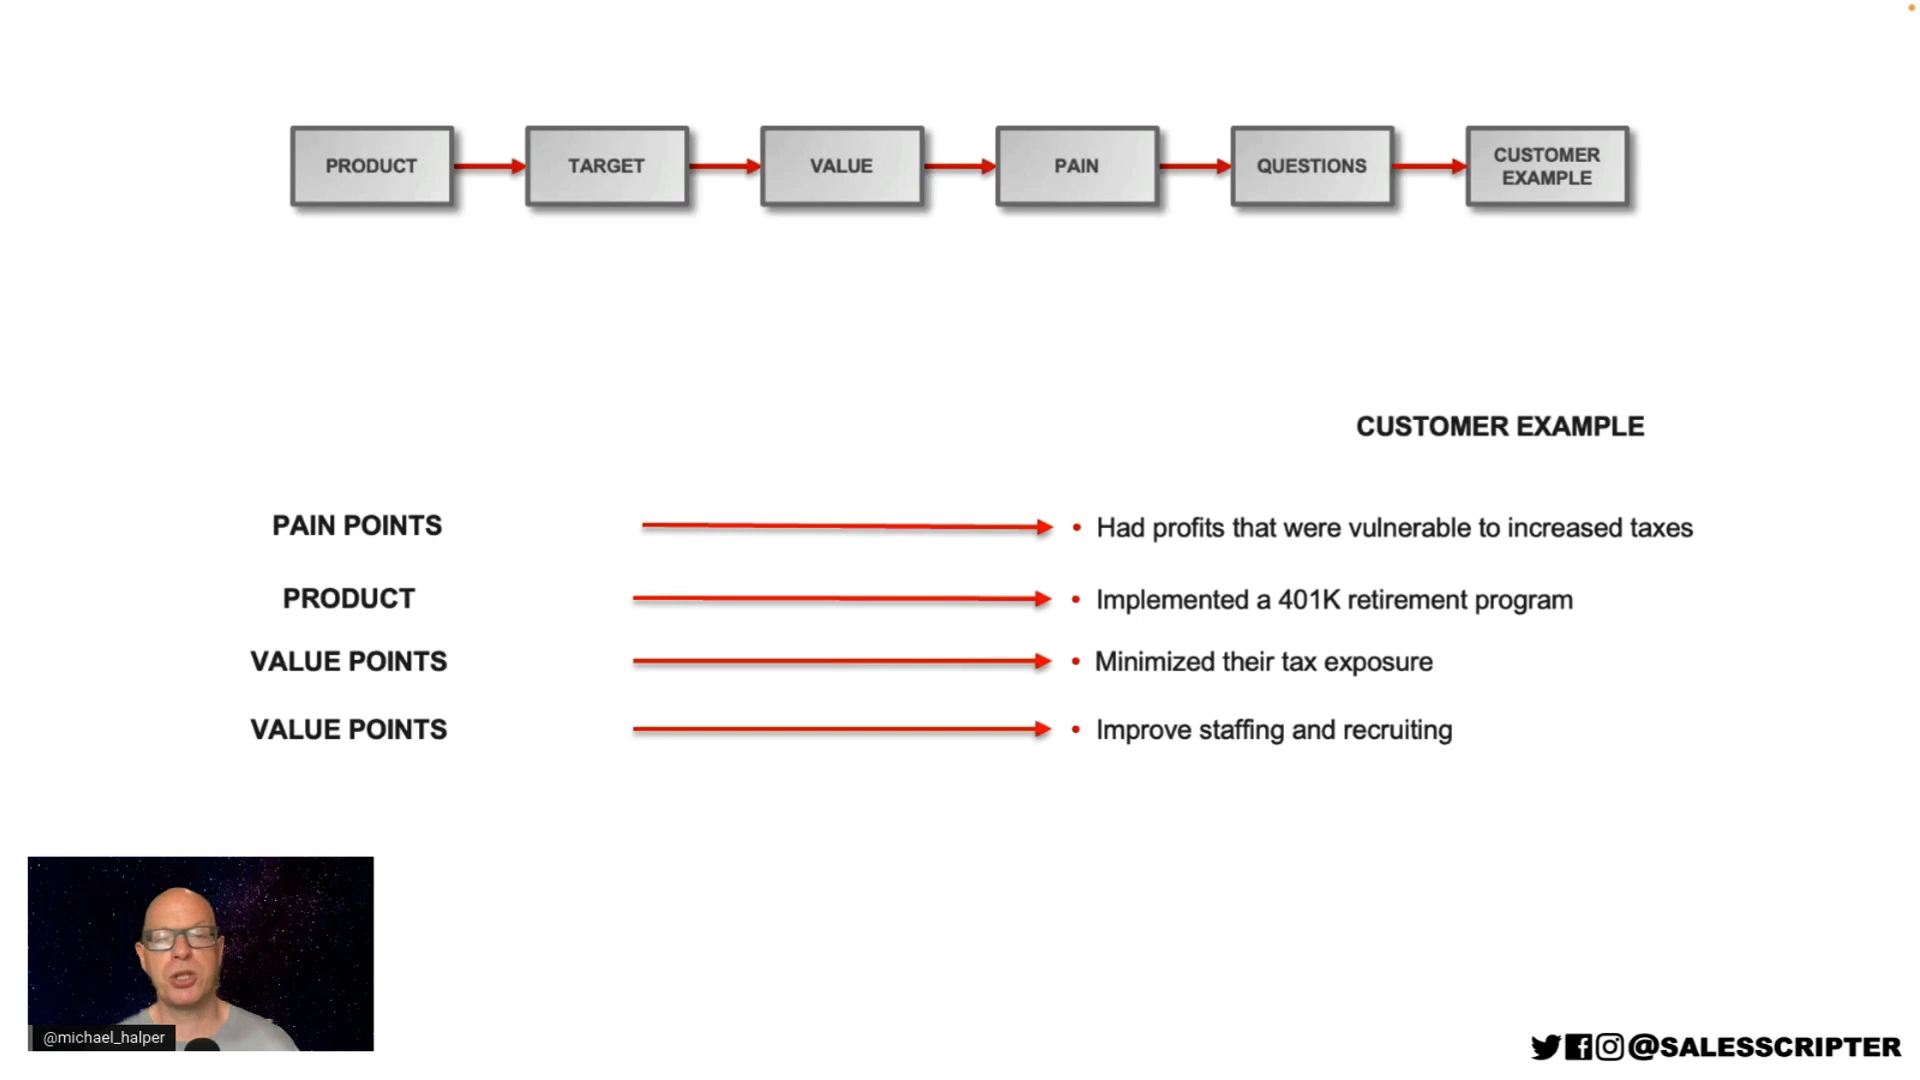 PRODUCT
TARGET
VALUE
PAIN
QUESTIONS
CUSTOMER
EXAMPLE
CUSTOMER EXAMPLE
PAIN POINTS
• Had profits that were vulnerable to increased taxes
PRODUCT
• Implemented a 401K retirement program
VALUE POINTS
• Minimized their tax exposure
VALUE POINTS
• Improve staffing and recruiting
@michael_halper
@SALESSCRIPTER